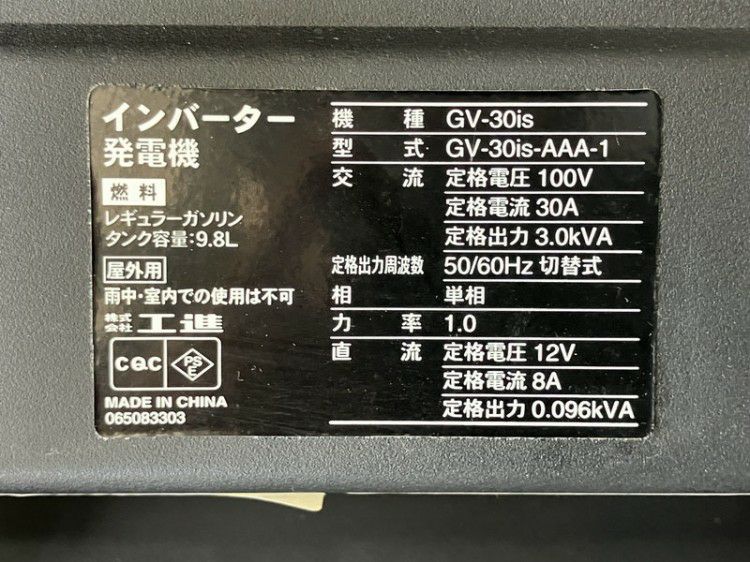 インバーター
発電機
燃料
レギュラーガソリン
タンク容量:9.8L
屋外用
雨中・室内での使用は不可
株式会社 工進
CQC PSE
MADE IN CHINA
065083303
機種 GV-30is
型式 GV-30is-AAA-1
交流 定格電圧 100V
定格電流 30A
定格出力 3.0kVA
定格出力周波数 50/60Hz 切替式
相 単相
力率 1.0
直流 定格電圧 12V
定格電流 8A
定格出力 0.096kVA